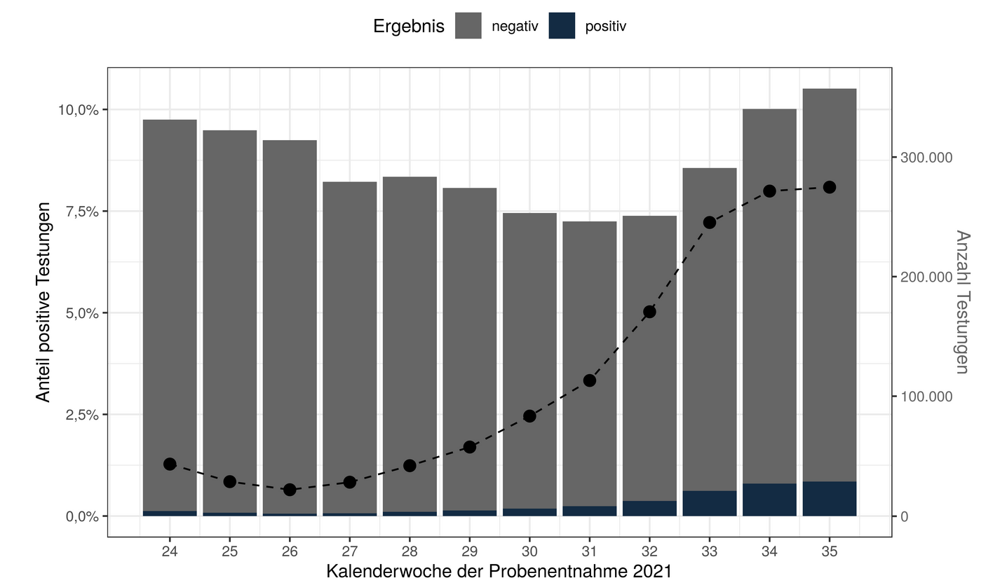 Ergebnis negativ positiv
10,0%
7,5%
5,0%
2,5%
0,0%
Anteil positive Testungen
300.000
200.000
100.000
0
Anzahl Testungen
24 25 26 27 28 29 30 31 32 33 34 35
Kalenderwoche der Probenentnahme 2021